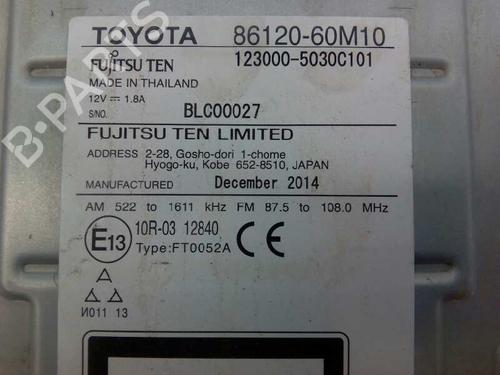 TOYOTA 86120-60M10
FUJITSU TEN 123000-5030C101
MADE IN THAILAND
12V 1.8A
S/NO. BLC00027
FUJITSU TEN LIMITED
ADDRESS 2-28, Gosho-dori 1-chome
Hyogo-ku, Kobe 652-8510, JAPAN
MANUFACTURED December 2014
AM 522 to 1611 kHz FM 87.5 to 108.0 MHz
E13 10R-03 12840 CE
Type:FT0052A
A
И011 13
B-PARTS